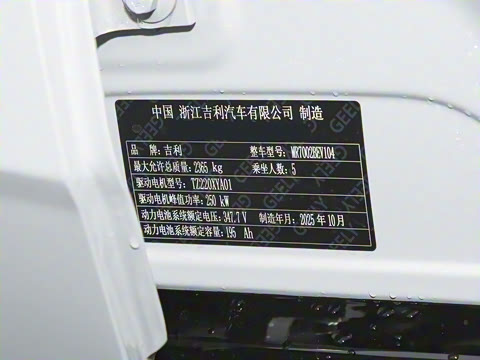 中国 浙江吉利汽车有限公司 制造
品 牌: 吉利 整车型号: MR7002BEV104
最大允许总质量: 2365 kg 乘坐人数: 5
驱动电机型号: TZ220XYA01
驱动电机峰值功率: 250 kW
动力电池系统额定电压: 347.7 V 制造年月: 2025 年 10 月
动力电池系统额定容量: 195 Ah